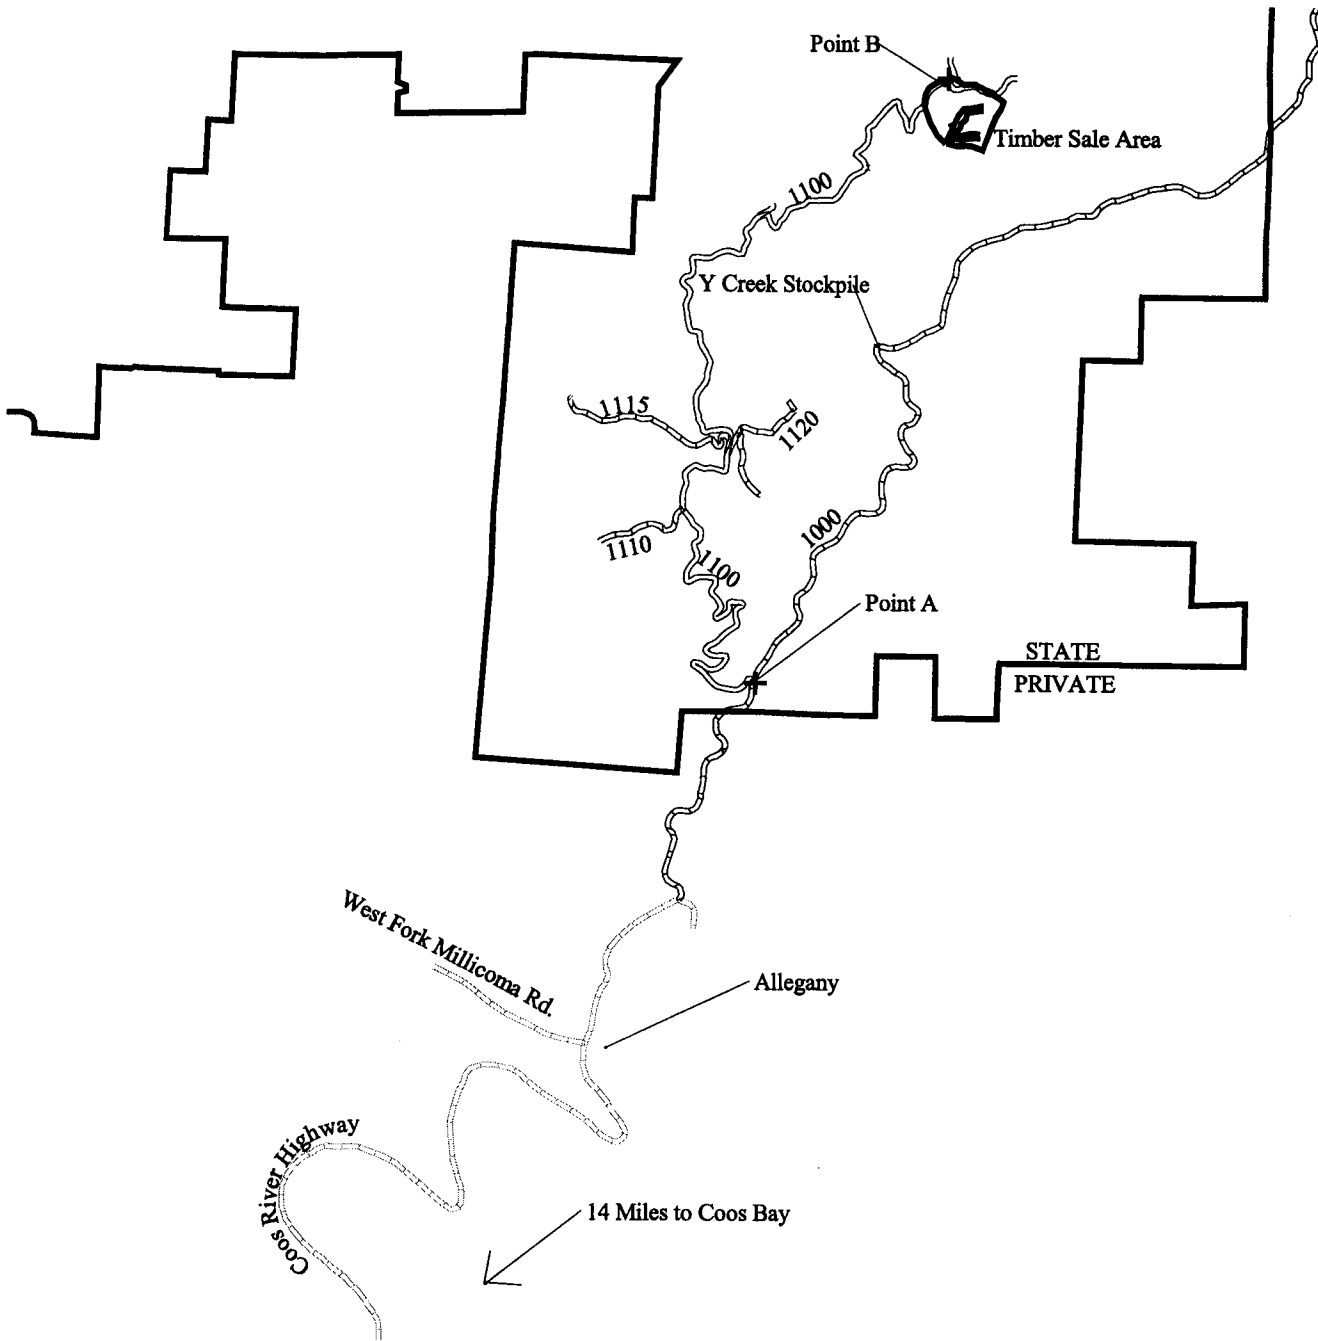 Point B
Timber Sale Area
1100
Y Creek Stockpile
1115
1120
1000
1110
1100
Point A
STATE
PRIVATE
West Fork Millicoma Rd.
Allegany
Coos River Highway
14 Miles to Coos Bay